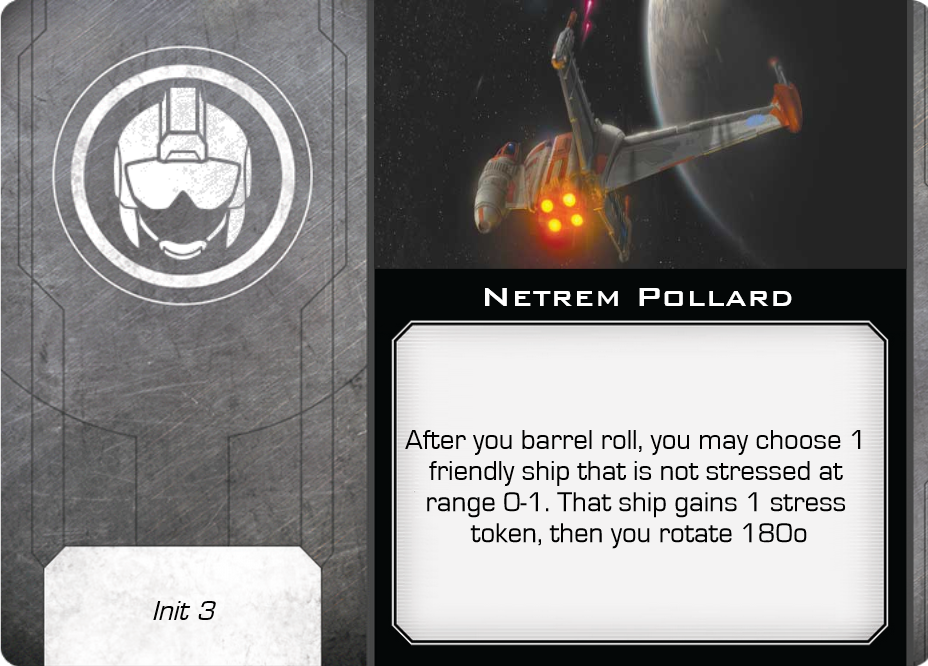 Netrem Pollard
After you barrel roll, you may choose 1
friendly ship that is not stressed at
range 0-1. That ship gains 1 stress
token, then you rotate 180o
Init 3